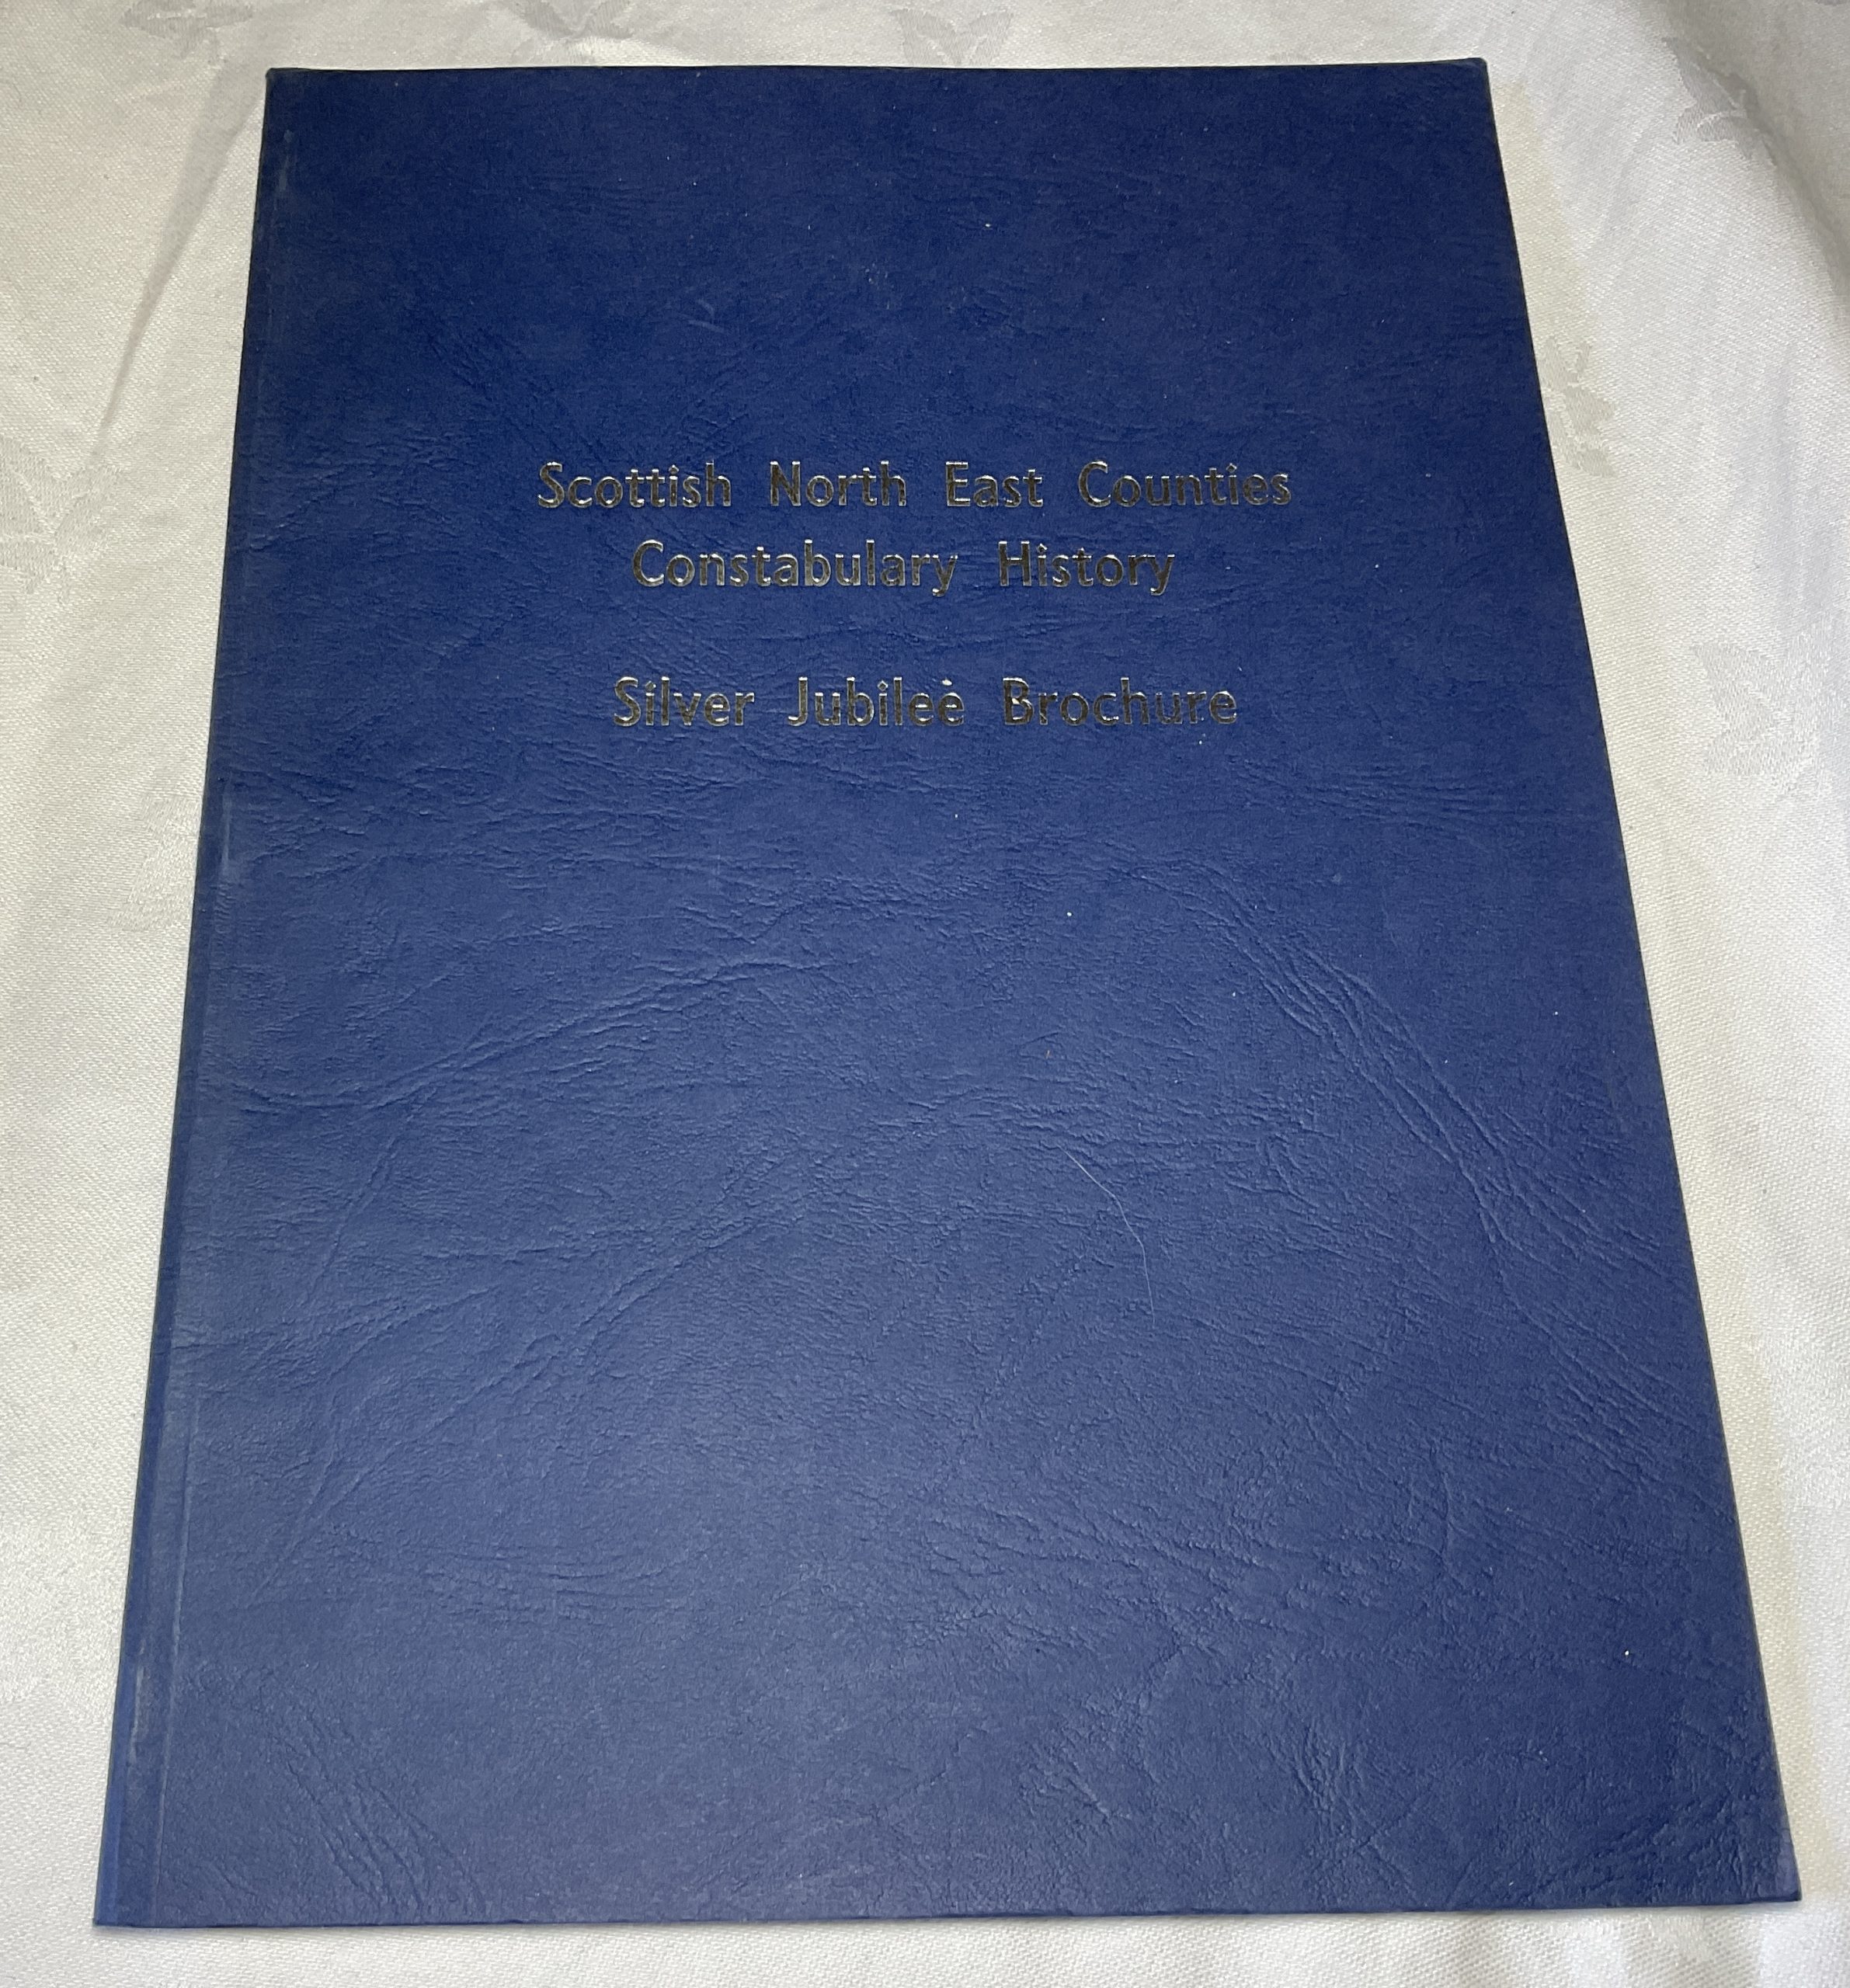 Scottish North East Counties
Constabulary History
Silver Jubilee Brochure